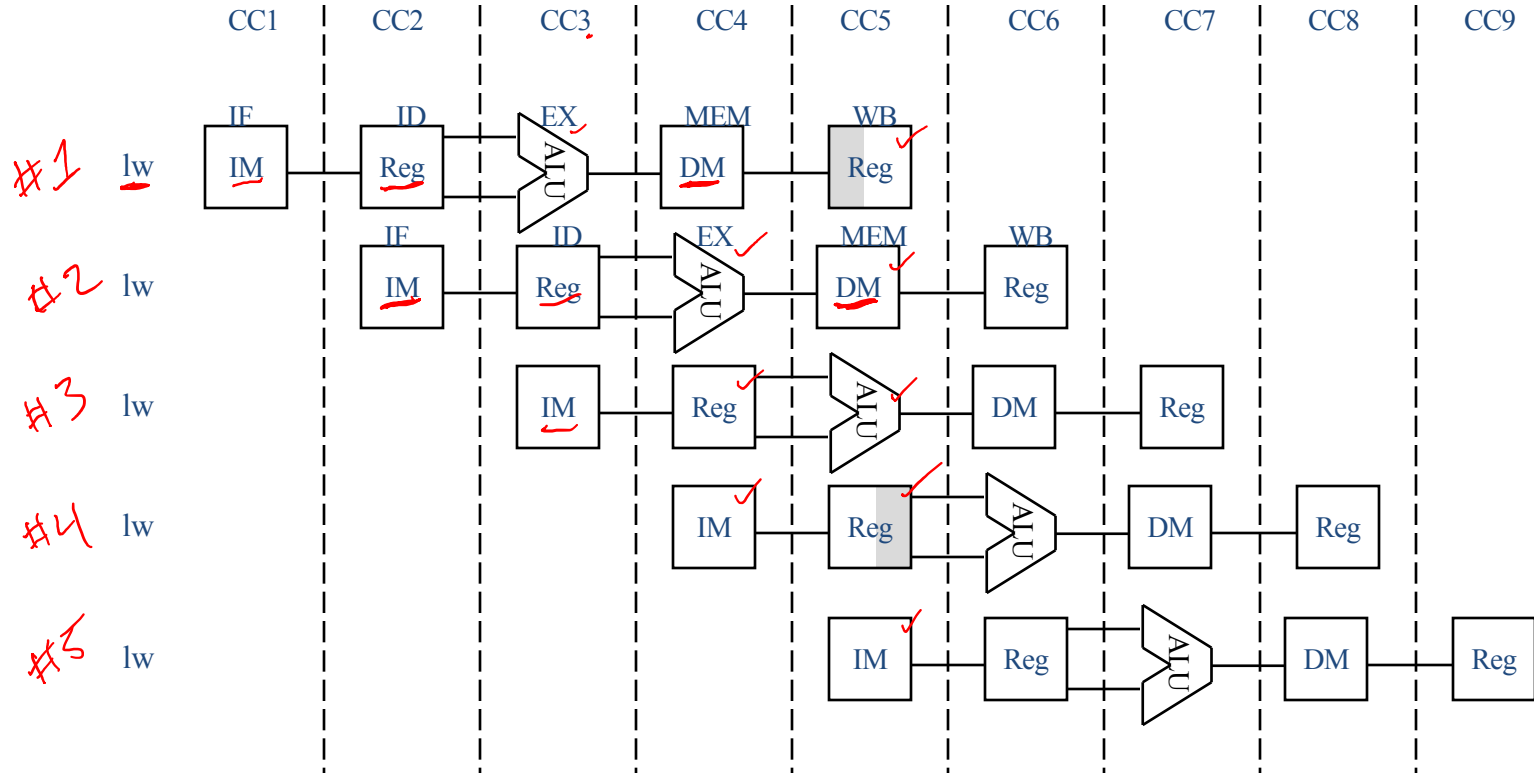 CC1 CC2 CC3 CC4 CC5 CC6 CC7 CC8 CC9
IF ID EX MEM WB
#1 lw IM Reg ALU DM Reg
IF ID EX MEM WB
#2 lw IM Reg ALU DM Reg
#3 lw IM Reg ALU DM Reg
#4 lw IM Reg ALU DM Reg
#5 lw IM Reg ALU DM Reg